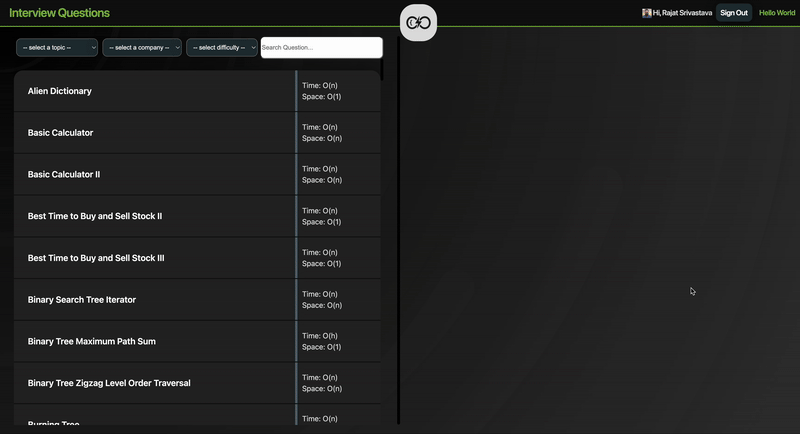 Interview Questions
Hi, Rajat Srivastava
Sign Out
Hello World
-- select a topic --
-- select a company --
-- select difficulty --
Search Question...
Alien Dictionary
Time: O(n)
Space: O(1)
Basic Calculator
Time: O(n)
Space: O(n)
Basic Calculator II
Time: O(n)
Space: O(n)
Best Time to Buy and Sell Stock II
Time: O(n)
Space: O(1)
Best Time to Buy and Sell Stock III
Time: O(n)
Space: O(1)
Binary Search Tree Iterator
Time: O(n)
Space: O(n)
Binary Tree Maximum Path Sum
Time: O(h)
Space: O(1)
Binary Tree Zigzag Level Order Traversal
Time: O(n)
Space: O(n)
Burning Tree
Time: O(n)